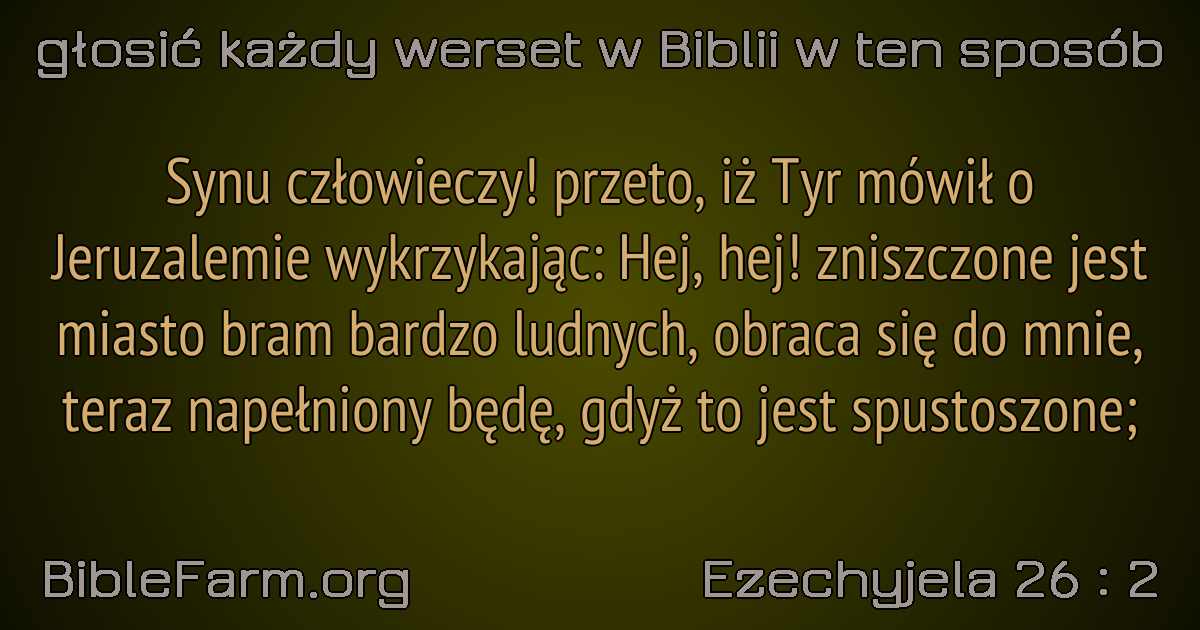 głosić każdy werset w Biblii w ten sposób
Synu człowieczy! przeto, iż Tyr mówił o
Jeruzalemie wykrzykając: Hej, hej! zniszczone jest
miasto bram bardzo ludnych, obraca się do mnie,
teraz napełniony będę, gdyż to jest spustoszone;
BibleFarm.org
Ezechyjela 26 : 2